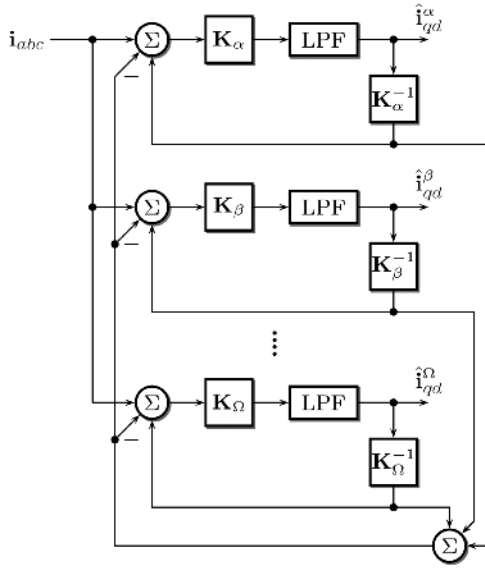 i_abc Σ K_α LPF î^α_qd
−
K_α^−1
Σ K_β LPF î^β_qd
−
K_β^−1
Σ K_Ω LPF î^Ω_qd
−
K_Ω^−1
Σ